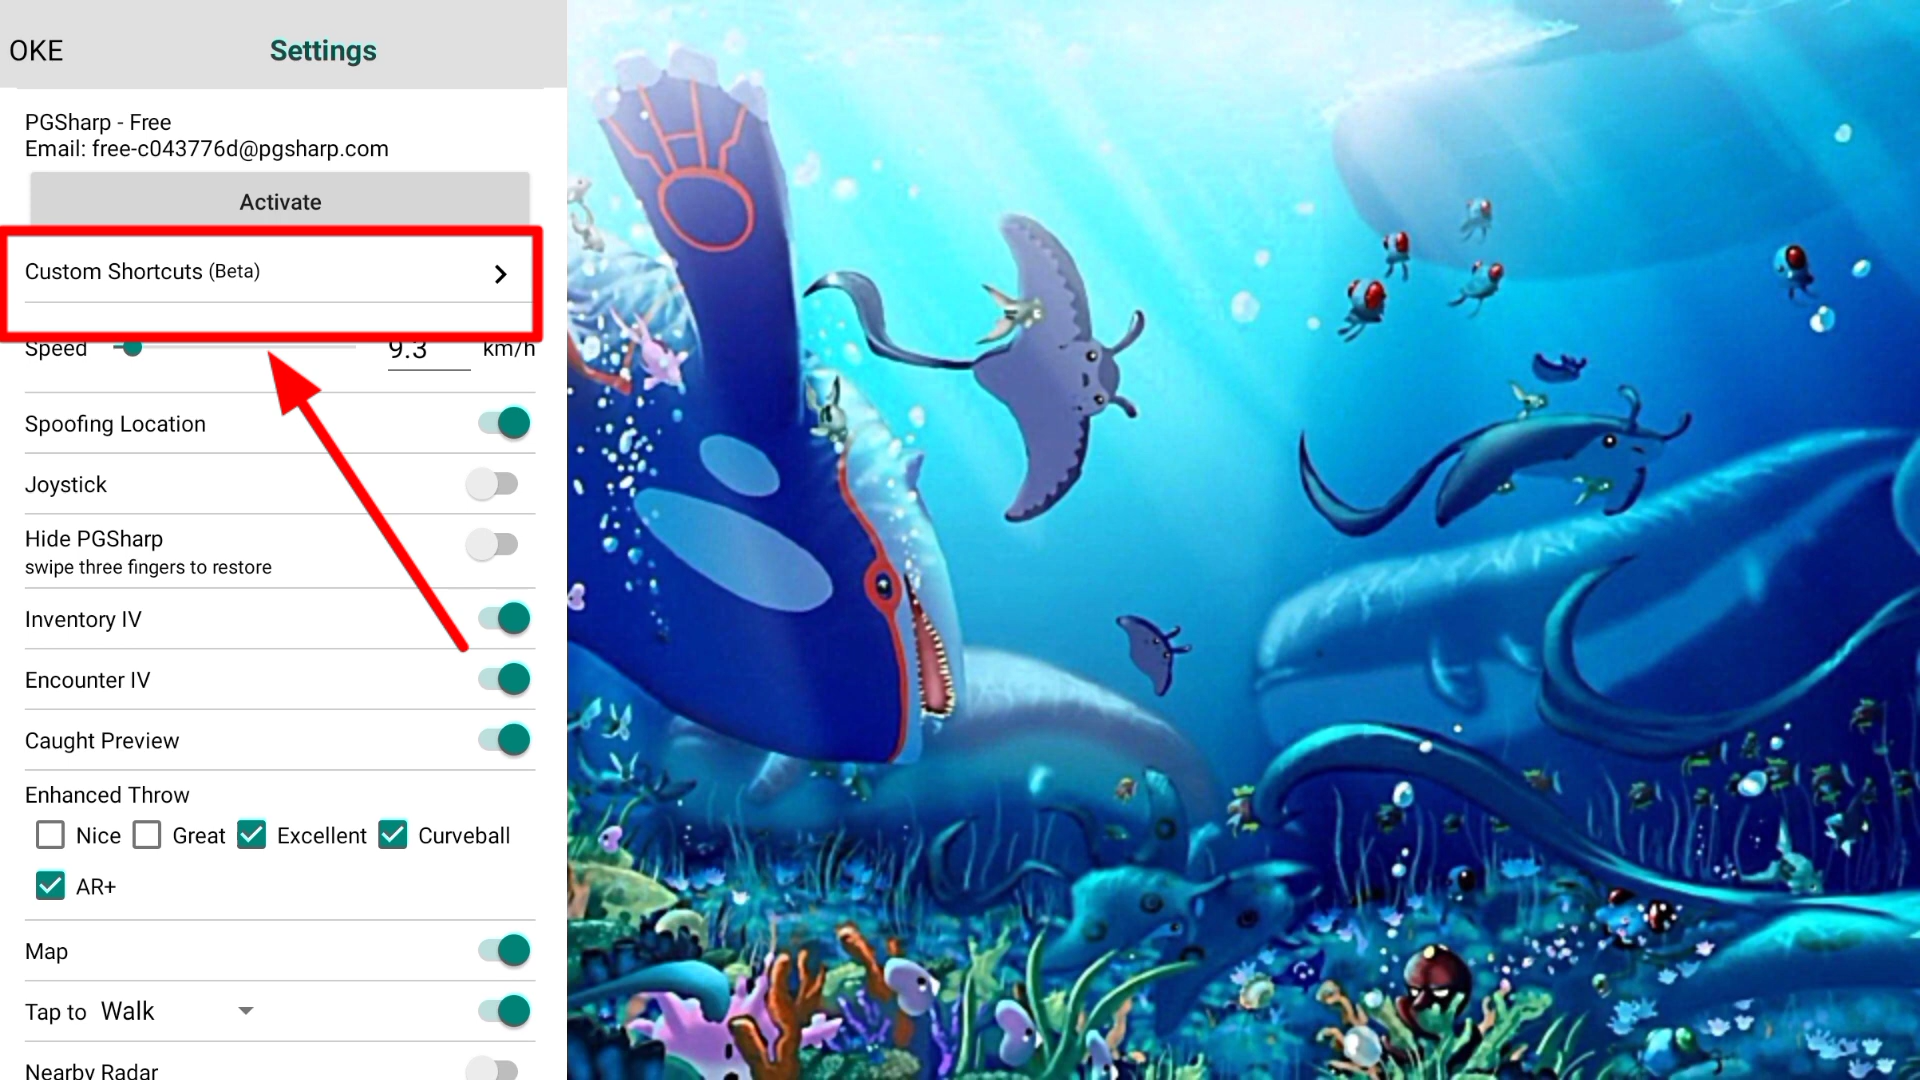 OKE
Settings
PGSharp - Free
Email: free-c043776d@pgsharp.com
Activate
Custom Shortcuts (Beta)
Speed 9.3 km/h
Spoofing Location
Joystick
Hide PGSharp
swipe three fingers to restore
Inventory IV
Encounter IV
Caught Preview
Enhanced Throw
Nice Great Excellent Curveball
AR+
Map
Tap to Walk
Nearby Radar